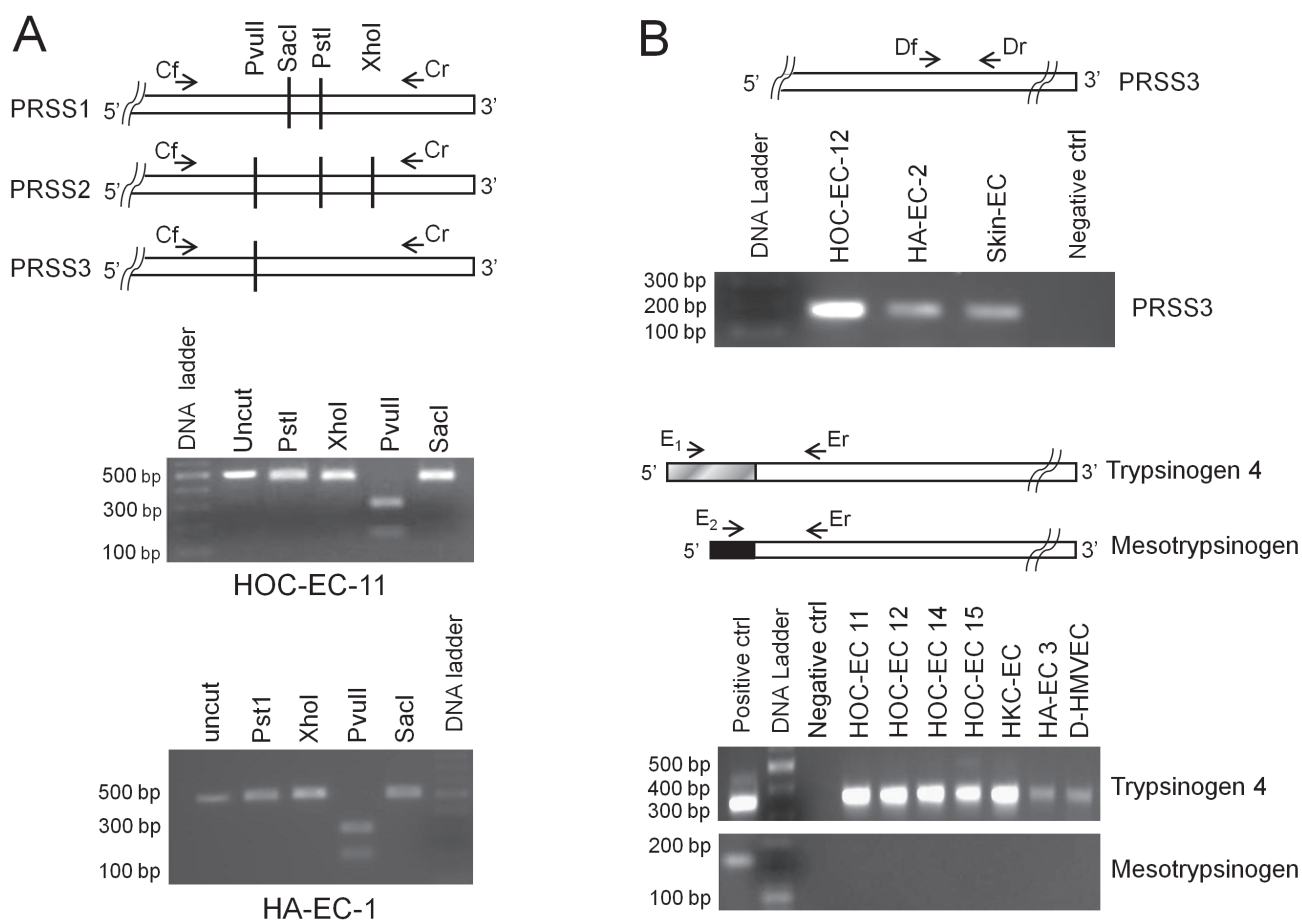 A
PvuII
SacI
PstI
XhoI
Cf
Cr
PRSS1 5’ 3’
Cf
Cr
PRSS2 5’ 3’
Cf
Cr
PRSS3 5’ 3’
DNA ladder
Uncut
PstI
XhoI
PvuII
SacI
500 bp
300 bp
100 bp
HOC-EC-11
uncut
Pst1
XhoI
PvuII
SacI
DNA ladder
500 bp
300 bp
100 bp
HA-EC-1
B
Df
Dr
5’ 3’ PRSS3
DNA Ladder
HOC-EC-12
HA-EC-2
Skin-EC
Negative ctrl
300 bp
200 bp
100 bp
PRSS3
E1
Er
5’ 3’ Trypsinogen 4
E2
Er
5’ 3’ Mesotrypsinogen
Positive ctrl
DNA Ladder
Negative ctrl
HOC-EC 11
HOC-EC 12
HOC-EC 14
HOC-EC 15
HKC-EC
HA-EC 3
D-HMVEC
500 bp
400 bp
300 bp
Trypsinogen 4
200 bp
100 bp
Mesotrypsinogen